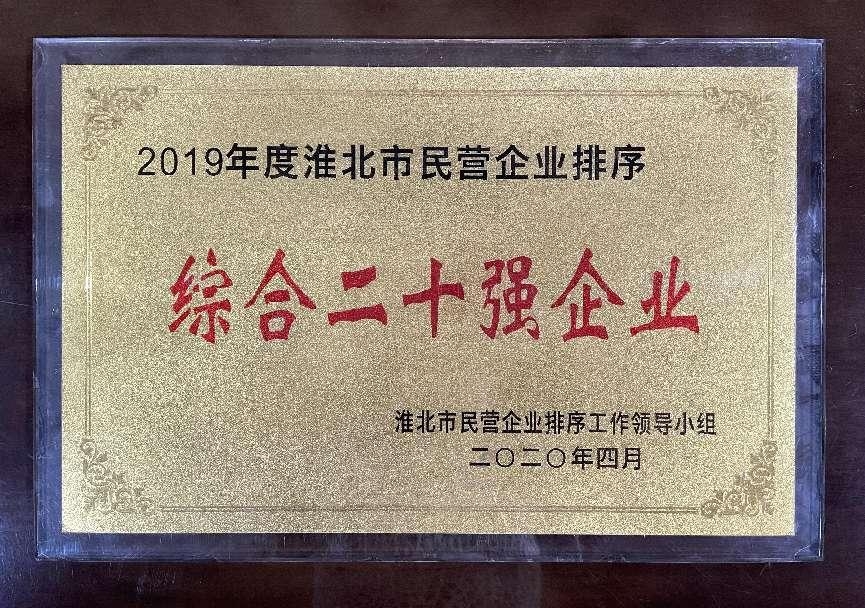 2019年度淮北市民营企业排序
综合二十强企业
淮北市民营企业排序工作领导小组
二〇二〇年四月